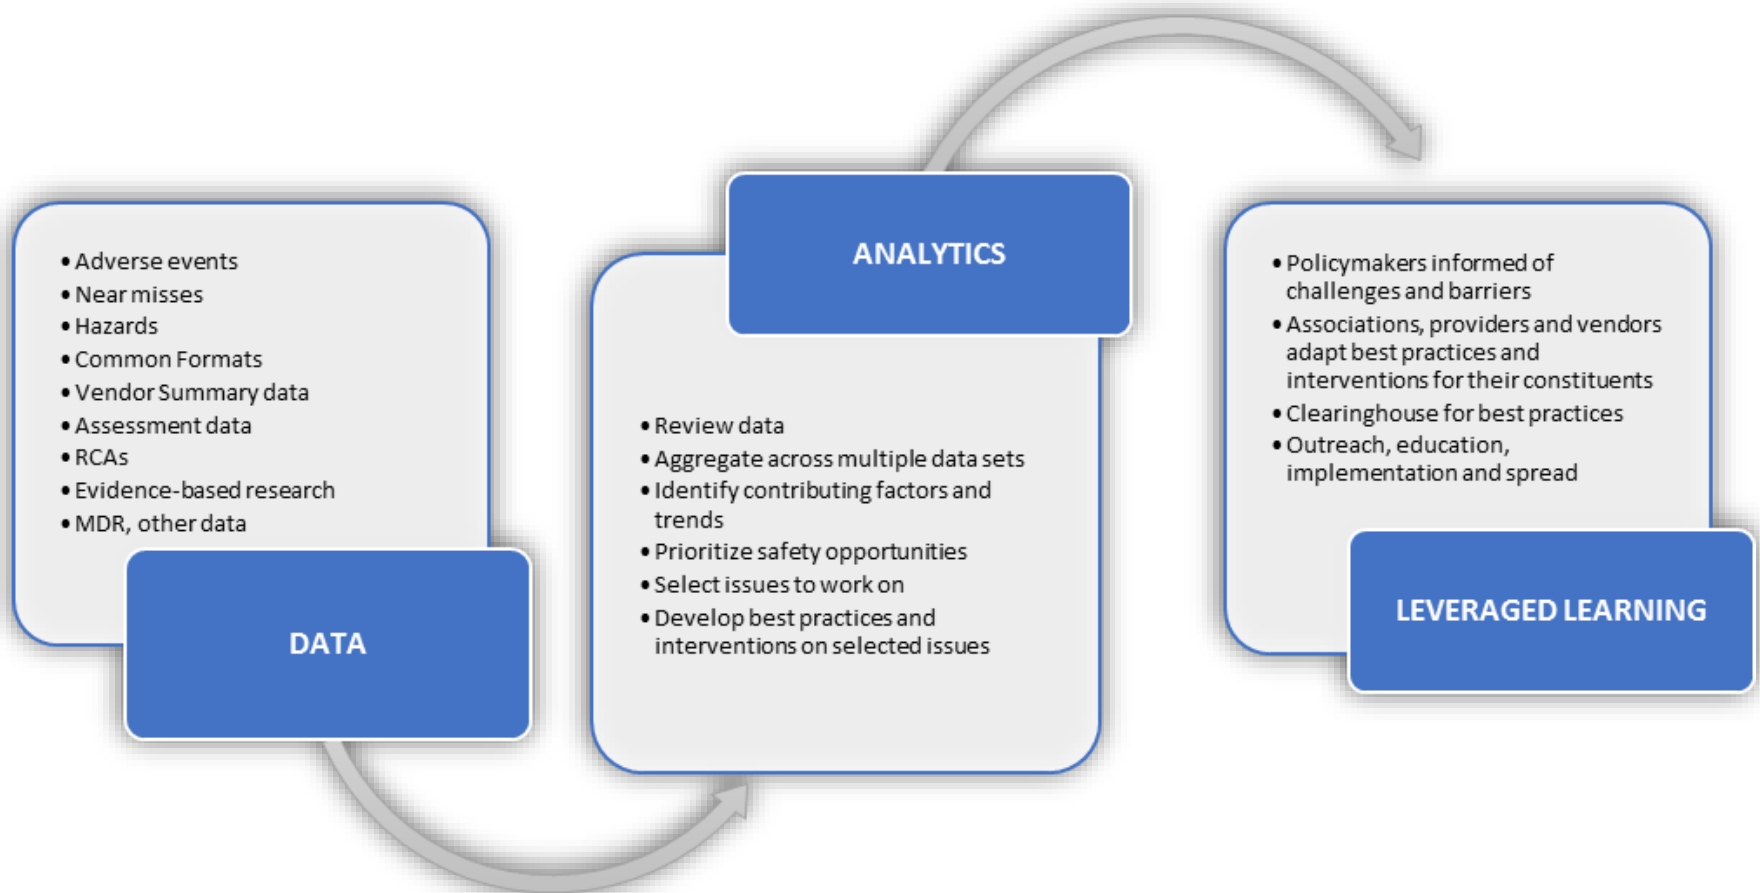 • Adverse events
• Near misses
• Hazards
• Common Formats
• Vendor Summary data
• Assessment data
• RCAs
• Evidence-based research
• MDR, other data
DATA
ANALYTICS
• Review data
• Aggregate across multiple data sets
• Identify contributing factors and
trends
• Prioritize safety opportunities
• Select issues to work on
• Develop best practices and
interventions on selected issues
• Policymakers informed of
challenges and barriers
• Associations, providers and vendors
adapt best practices and
interventions for their constituents
• Clearinghouse for best practices
• Outreach, education,
implementation and spread
LEVERAGED LEARNING